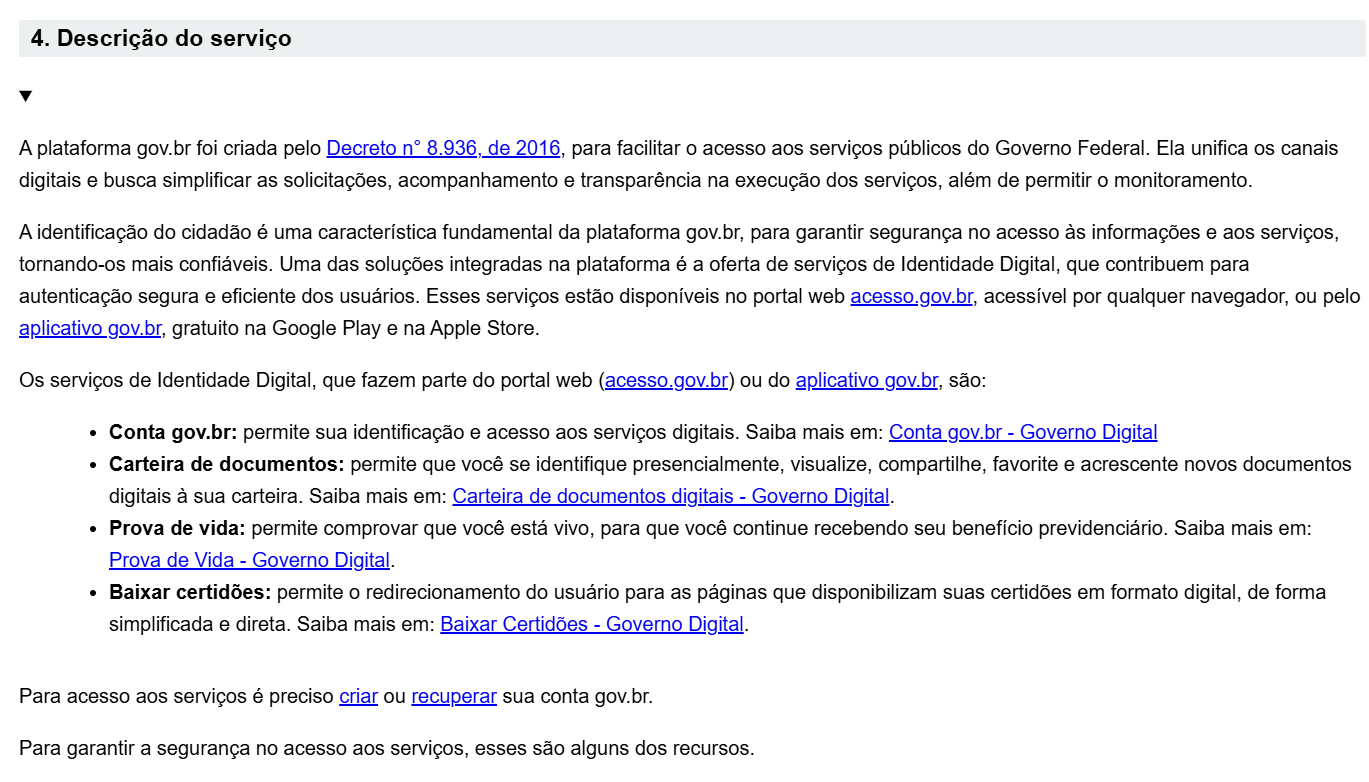 4. Descrição do serviço
A plataforma gov.br foi criada pelo Decreto n° 8.936, de 2016, para facilitar o acesso aos serviços públicos do Governo Federal. Ela unifica os canais
digitais e busca simplificar as solicitações, acompanhamento e transparência na execução dos serviços, além de permitir o monitoramento.
A identificação do cidadão é uma característica fundamental da plataforma gov.br, para garantir segurança no acesso às informações e aos serviços,
tornando-os mais confiáveis. Uma das soluções integradas na plataforma é a oferta de serviços de Identidade Digital, que contribuem para
autenticação segura e eficiente dos usuários. Esses serviços estão disponíveis no portal web acesso.gov.br, acessível por qualquer navegador, ou pelo
aplicativo gov.br, gratuito na Google Play e na Apple Store.
Os serviços de Identidade Digital, que fazem parte do portal web (acesso.gov.br) ou do aplicativo gov.br, são:
• Conta gov.br: permite sua identificação e acesso aos serviços digitais. Saiba mais em: Conta gov.br - Governo Digital
• Carteira de documentos: permite que você se identifique presencialmente, visualize, compartilhe, favorite e acrescente novos documentos
digitais à sua carteira. Saiba mais em: Carteira de documentos digitais - Governo Digital.
• Prova de vida: permite comprovar que você está vivo, para que você continue recebendo seu benefício previdenciário. Saiba mais em:
Prova de Vida - Governo Digital.
• Baixar certidões: permite o redirecionamento do usuário para as páginas que disponibilizam suas certidões em formato digital, de forma
simplificada e direta. Saiba mais em: Baixar Certidões - Governo Digital.
Para acesso aos serviços é preciso criar ou recuperar sua conta gov.br.
Para garantir a segurança no acesso aos serviços, esses são alguns dos recursos.